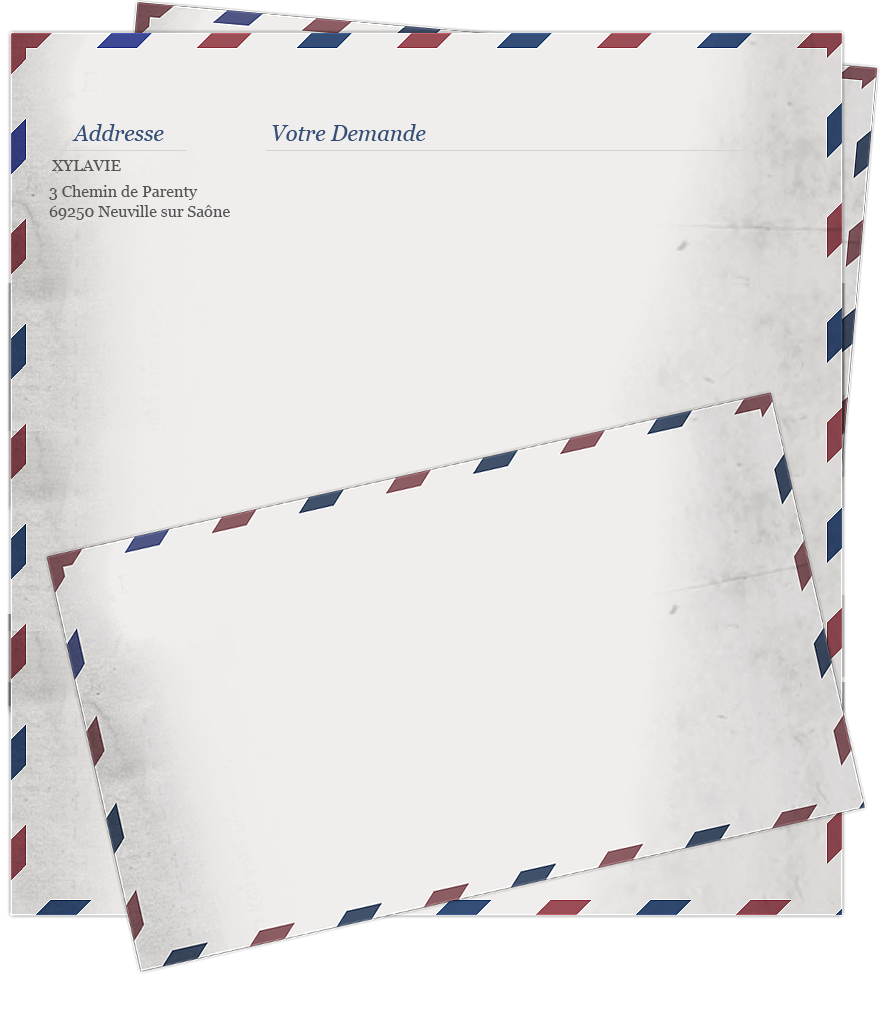 Addresse
Votre Demande
XYLAVIE
3 Chemin de Parenty
69250 Neuville sur Saône